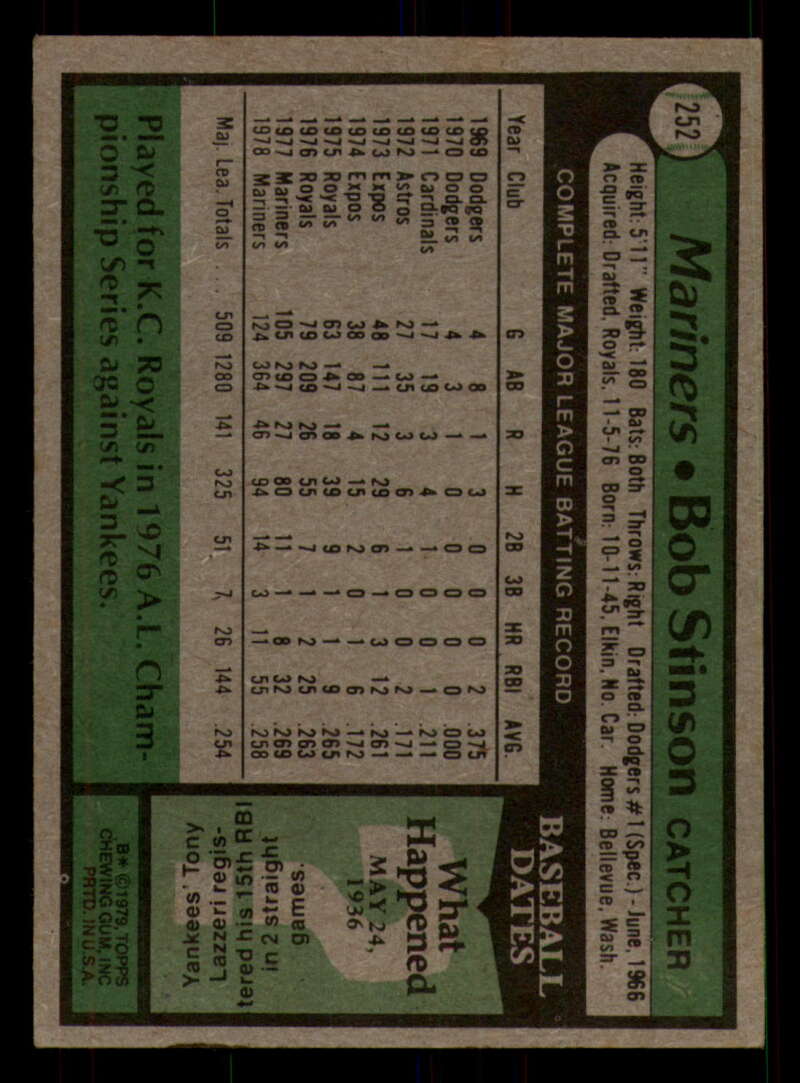 252
Mariners • Bob Stinson CATCHER
Height: 5'11" Weight: 180 Bats: Both Throws: Right Drafted: Dodgers #1 (Spec.) - June, 1966
Acquired: Drafted, Royals, 11-5-76 Born: 10-11-45, Elkin, No. Car. Home: Bellevue, Wash.
COMPLETE MAJOR LEAGUE BATTING RECORD
Year Club G AB R H 2B 3B HR RBI AVG.
1969 Dodgers 4 8 1 3 0 0 0 2 .375
1970 Dodgers 4 3 1 0 0 0 0 0 .000
1971 Cardinals 17 19 3 4 1 0 0 1 .211
1972 Astros 27 35 3 6 1 0 0 2 .171
1973 Expos 48 111 12 29 6 1 3 12 .261
1974 Expos 38 87 4 15 2 0 1 6 .172
1975 Royals 63 147 18 39 9 1 1 9 .265
1976 Royals 79 209 26 55 7 1 2 25 .263
1977 Mariners 105 297 27 80 11 1 8 32 .269
1978 Mariners 124 364 46 94 14 3 11 55 .258
Maj. Lea. Totals . . . 509 1280 141 325 51 7 26 144 .254
Played for K.C. Royals in 1976 A.L. Cham-
pionship Series against Yankees.
BASEBALL
DATES
What
Happened
MAY 24,
1936
Yankees' Tony
Lazzeri regis-
tered his 15th RBI
in 2 straight
games.
B* ©1979, TOPPS
CHEWING GUM, INC
PRTD. IN U.S.A.